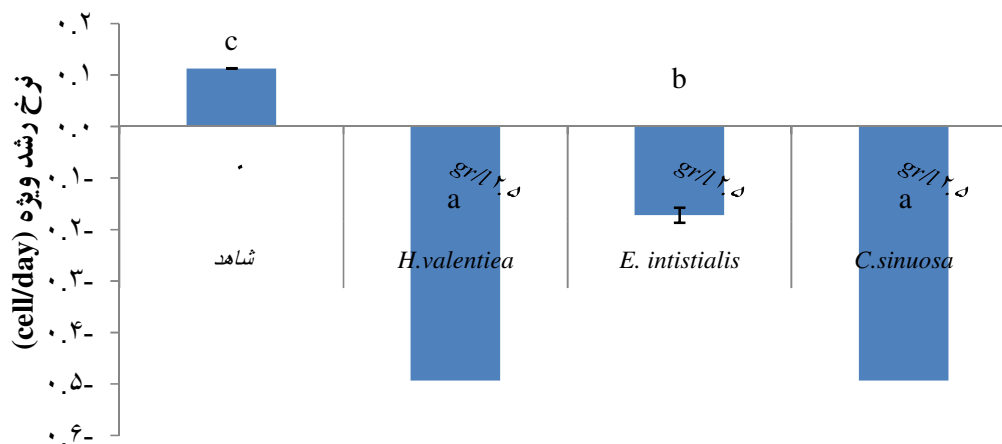 نرخ رشد ویژه (cell/day)
۰.۲
۰.۱
۰.۰
۰.۱-
۰.۲-
۰.۳-
۰.۴-
۰.۵-
۰.۶-
c
b
a
a
۰
۲.۵ gr/l
۲.۵ gr/l
۲.۵ gr/l
شاهد
H.valentiea
E. intistialis
C.sinuosa